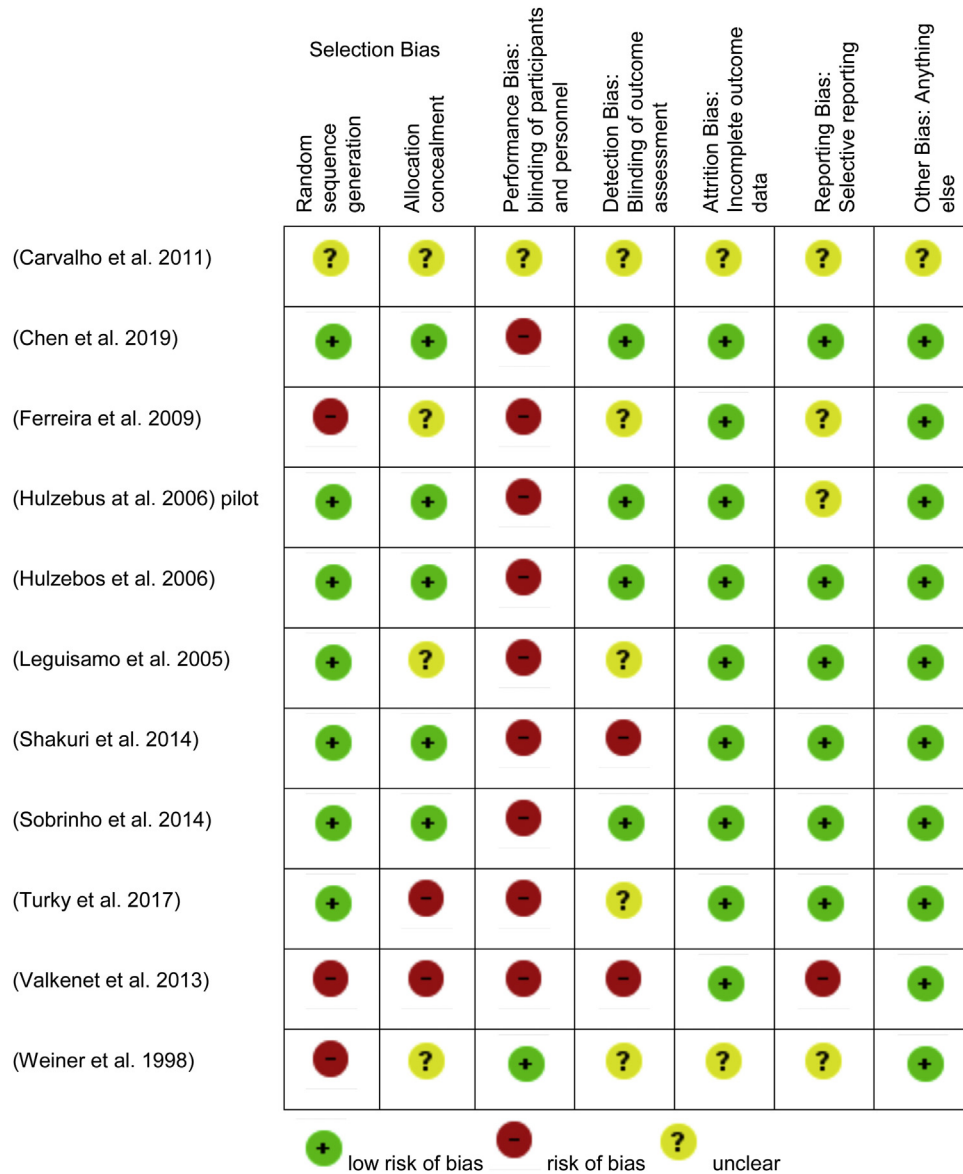 Selection Bias
Random
sequence
generation
Allocation
concealment
Performance Bias:
blinding of participants
and personnel
Detection Bias:
Blinding of outcome
assessment
Attrition Bias:
Incomplete outcome
data
Reporting Bias:
Selective reporting
Other Bias: Anything
else
(Carvalho et al. 2011) ? ? ? ? ? ? ?
(Chen et al. 2019) + + - + + + +
(Ferreira et al. 2009) - ? - ? + ? +
(Hulzebus at al. 2006) pilot + + - + + ? +
(Hulzebos et al. 2006) + + - + + + +
(Leguisamo et al. 2005) + ? - ? + + +
(Shakuri et al. 2014) + + - - + + +
(Sobrinho et al. 2014) + + - + + + +
(Turky et al. 2017) + - - ? + + +
(Valkenet et al. 2013) - - - - + - +
(Weiner et al. 1998) - ? + ? ? ? +
+ low risk of bias - risk of bias ? unclear